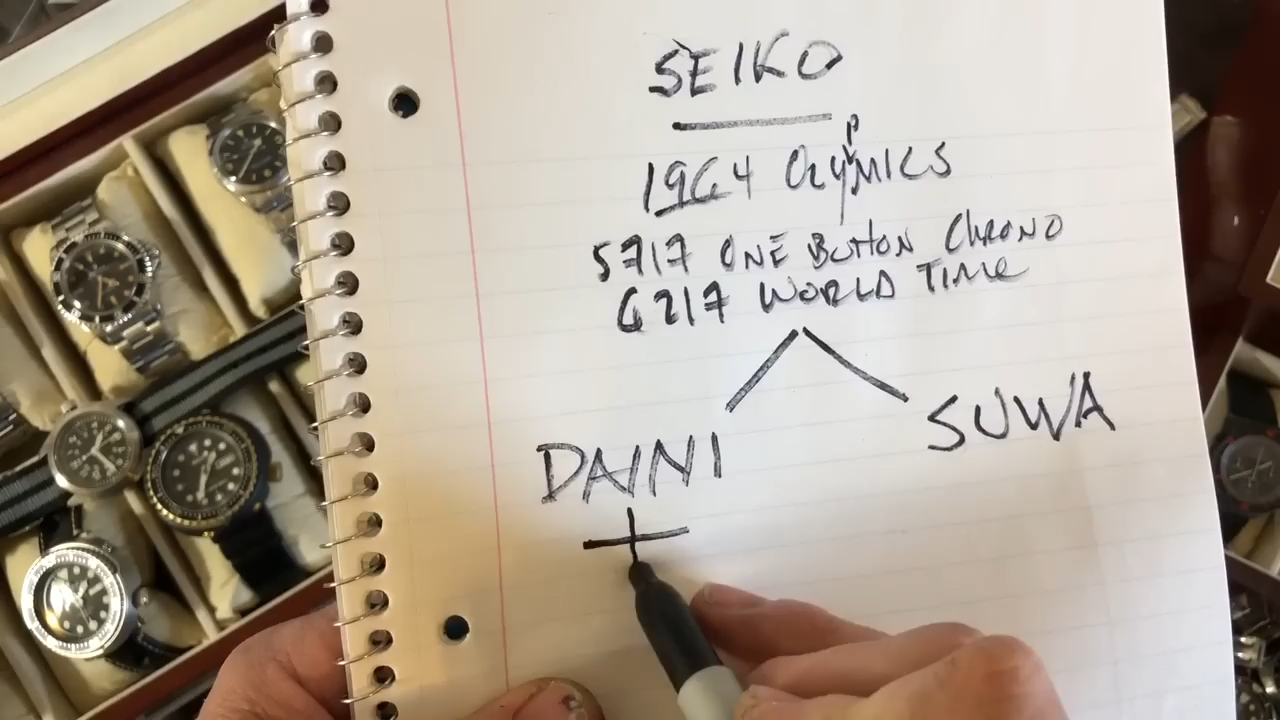 SEIKO
1964 OLYMPICS
5717 ONE BUTTON CHRONO
6217 WORLD TIME
DAINI
SUWA